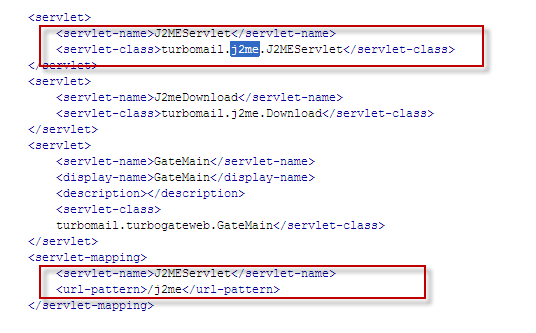 <servlet>
<servlet-name>J2MEServlet</servlet-name>
<servlet-class>turbomail.j2me.J2MEServlet</servlet-class>
</servlet>
<servlet>
<servlet-name>J2meDownload</servlet-name>
<servlet-class>turbomail.j2me.Download</servlet-class>
</servlet>
<servlet>
<servlet-name>GateMain</servlet-name>
<display-name>GateMain</display-name>
<description></description>
<servlet-class>
turbomail.turbogateweb.GateMain</servlet-class>
</servlet>
<servlet-mapping>
<servlet-name>J2MEServlet</servlet-name>
<url-pattern>/j2me</url-pattern>
</servlet-mapping>